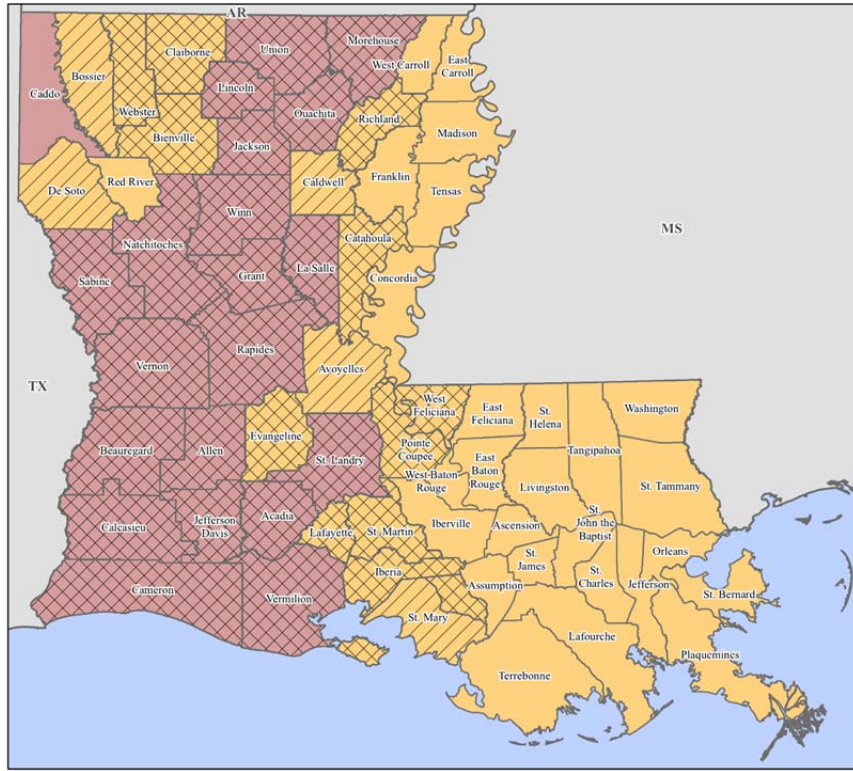 AR
Caddo
Bossier
Webster
Claiborne
Union
Morehouse
West Carroll
East
Carroll
Lincoln
Ouachita
Richland
Madison
Bienville
Jackson
De Soto
Red River
Caldwell
Franklin
Tensas
Natchitoches
Winn
Catahoula
MS
Sabine
Grant
La Salle
Concordia
TX
Vernon
Rapides
Avoyelles
West
Feliciana
East
Feliciana
St.
Helena
Washington
Beauregard
Allen
Evangeline
St. Landry
Pointe
Coupee
West Baton
Rouge
East
Baton
Rouge
Tangipahoa
Livingston
St. Tammany
Calcasieu
Jefferson
Davis
Acadia
Lafayette
St. Martin
Iberville
Ascension
St.
John the
Baptist
Cameron
Vermilion
Iberia
St. Mary
Assumption
St.
James
St.
Charles
Jefferson
Orleans
St. Bernard
Lafourche
Plaquemines
Terrebonne